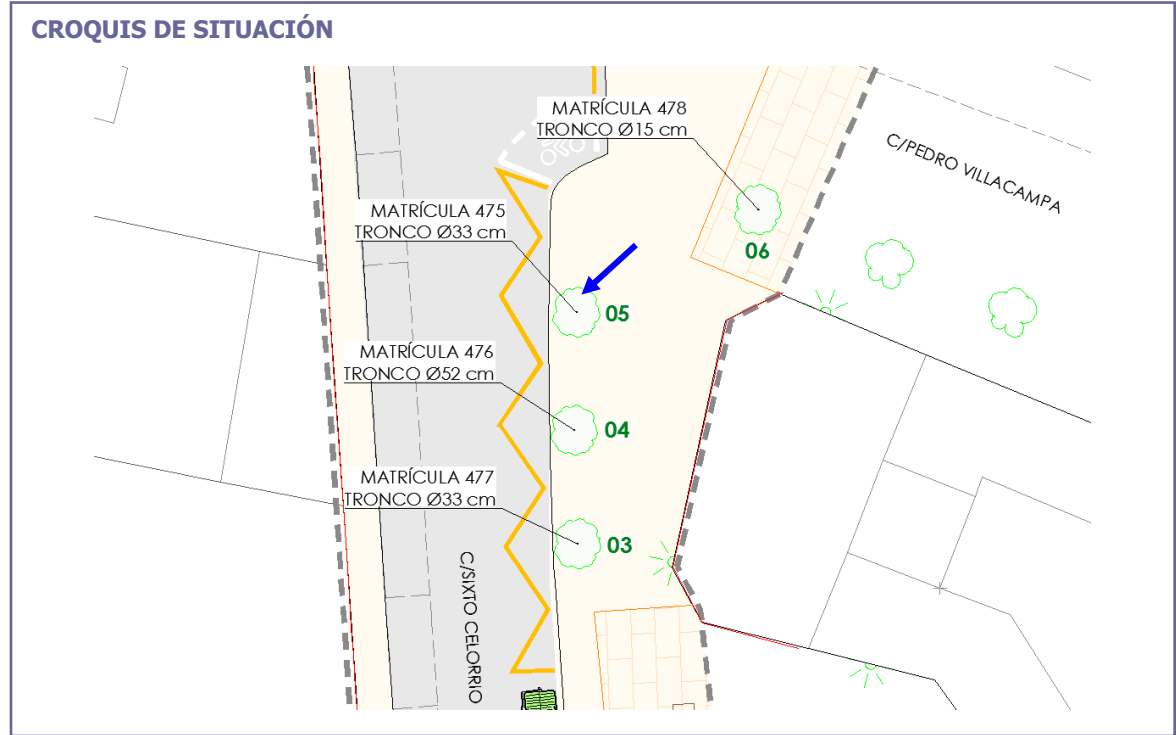 CROQUIS DE SITUACIÓN
MATRÍCULA 478
TRONCO Ø15 cm
C/PEDRO VILLACAMPA
MATRÍCULA 475
TRONCO Ø33 cm
06
05
MATRÍCULA 476
TRONCO Ø52 cm
04
MATRÍCULA 477
TRONCO Ø33 cm
03
C/SIXTO CELORRIO